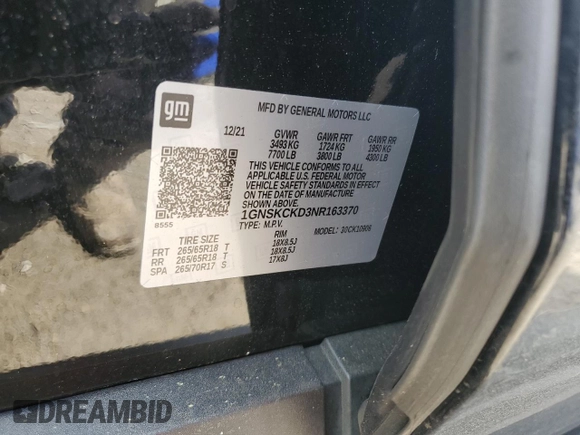 gm
MFD BY GENERAL MOTORS LLC
12/21 GVWR GAWR FRT GAWR RR
3493 KG 1724 KG 1950 KG
7700 LB 3800 LB 4300 LB
THIS VEHICLE CONFORMS TO ALL
APPLICABLE U.S. FEDERAL MOTOR
VEHICLE SAFETY STANDARDS IN EFFECT
ON THE DATE OF MANUFACTURE
SHOWN ABOVE.
1GNSKCKD3NR163370
8555 TYPE: M.P.V. MODEL: 30CK10906
TIRE SIZE RIM
FRT 265/65R18 T 18X8.5J
RR 265/65R18 T 18X8.5J
SPA 265/70R17 S 17X8J
DREAMBID